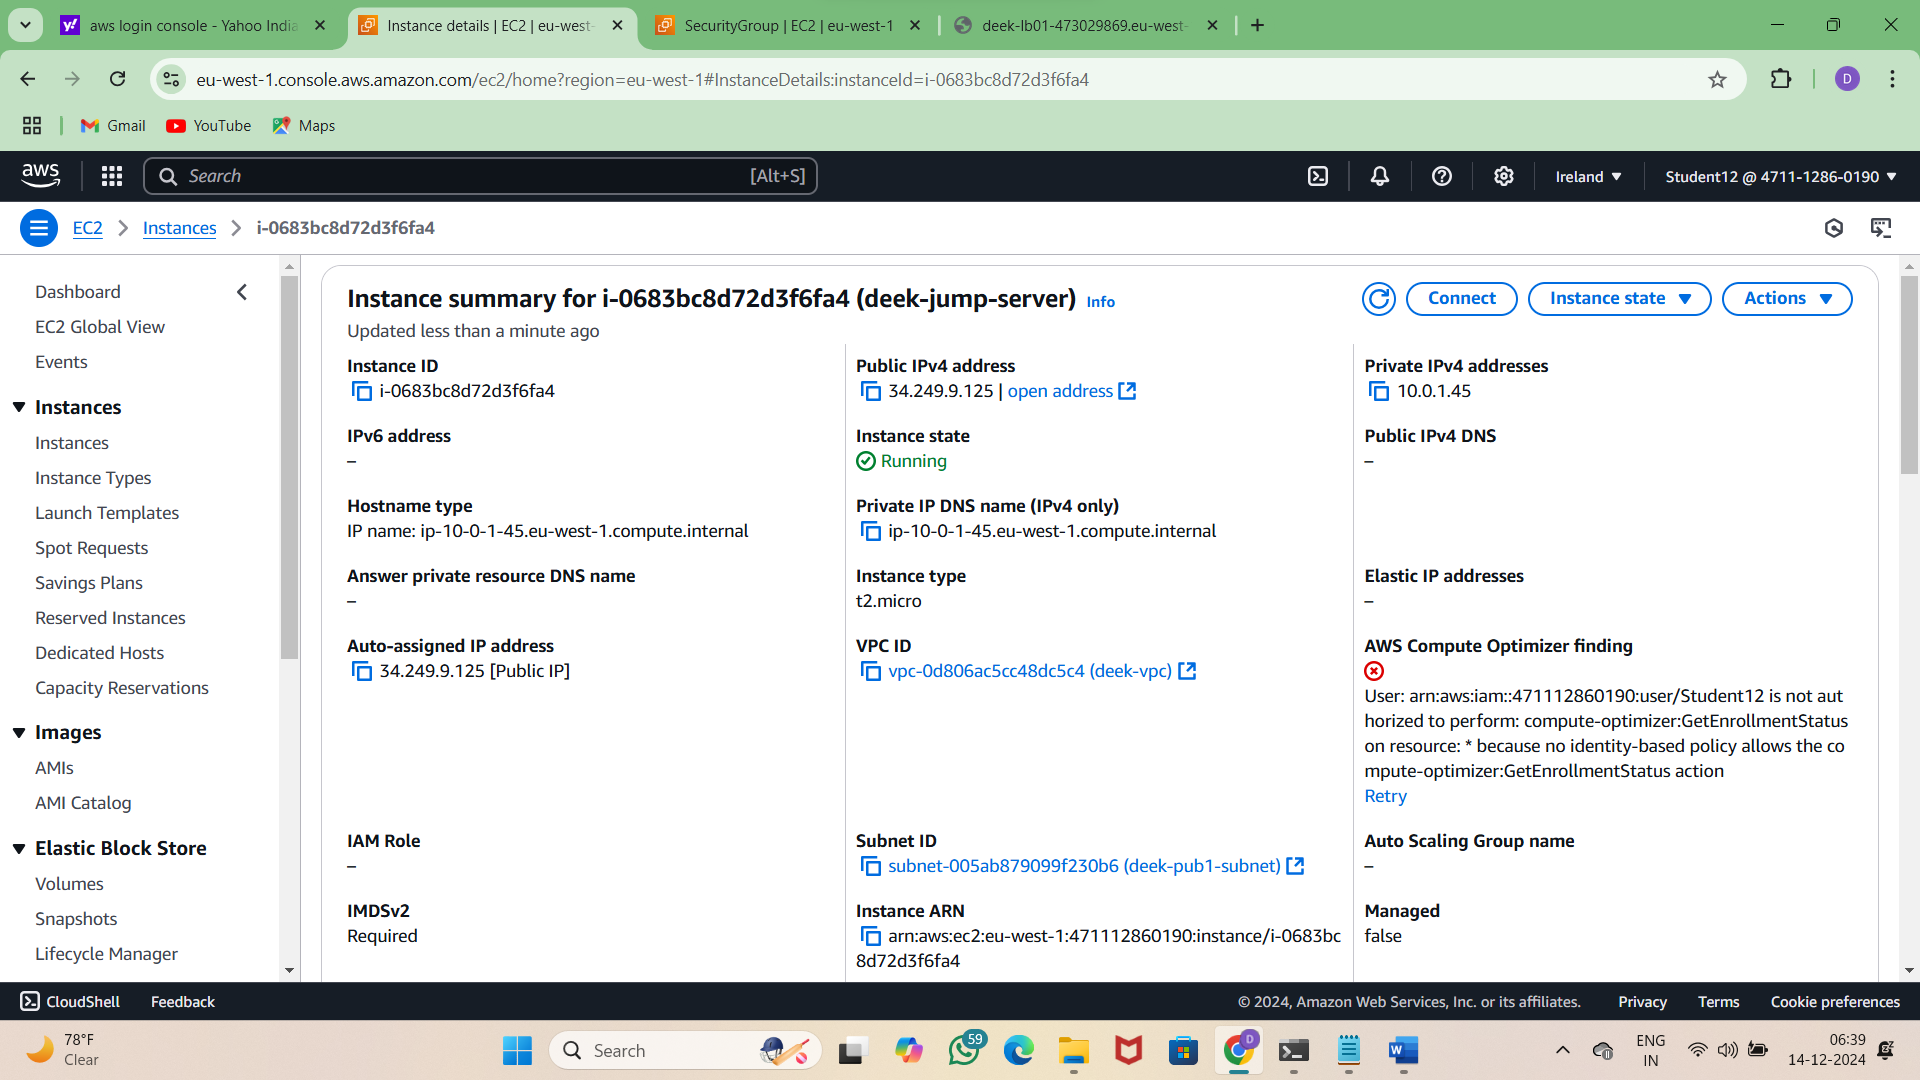 aws login console - Yahoo India
Instance details | EC2 | eu-west-
SecurityGroup | EC2 | eu-west-1
deek-lb01-473029869.eu-west-
eu-west-1.console.aws.amazon.com/ec2/home?region=eu-west-1#InstanceDetails:instanceId=i-0683bc8d72d3f6fa4
D
Gmail
YouTube
Maps
aws
Search
[Alt+S]
Ireland
Student12 @ 4711-1286-0190
EC2
Instances
i-0683bc8d72d3f6fa4
Dashboard
EC2 Global View
Events
Instances
Instances
Instance Types
Launch Templates
Spot Requests
Savings Plans
Reserved Instances
Dedicated Hosts
Capacity Reservations
Images
AMIs
AMI Catalog
Elastic Block Store
Volumes
Snapshots
Lifecycle Manager
Instance summary for i-0683bc8d72d3f6fa4 (deek-jump-server) Info
Updated less than a minute ago
Connect
Instance state
Actions
Instance ID
i-0683bc8d72d3f6fa4
Public IPv4 address
34.249.9.125 | open address
Private IPv4 addresses
10.0.1.45
IPv6 address
–
Instance state
Running
Public IPv4 DNS
–
Hostname type
IP name: ip-10-0-1-45.eu-west-1.compute.internal
Private IP DNS name (IPv4 only)
ip-10-0-1-45.eu-west-1.compute.internal
Answer private resource DNS name
–
Instance type
t2.micro
Elastic IP addresses
–
Auto-assigned IP address
34.249.9.125 [Public IP]
VPC ID
vpc-0d806ac5cc48dc5c4 (deek-vpc)
AWS Compute Optimizer finding
User: arn:aws:iam::471112860190:user/Student12 is not aut
horized to perform: compute-optimizer:GetEnrollmentStatus
on resource: * because no identity-based policy allows the co
mpute-optimizer:GetEnrollmentStatus action
Retry
IAM Role
–
Subnet ID
subnet-005ab879099f230b6 (deek-pub1-subnet)
Auto Scaling Group name
–
IMDSv2
Required
Instance ARN
arn:aws:ec2:eu-west-1:471112860190:instance/i-0683bc
8d72d3f6fa4
Managed
false
CloudShell
Feedback
© 2024, Amazon Web Services, Inc. or its affiliates.
Privacy
Terms
Cookie preferences
78°F
Clear
Search
59
D
ENG
IN
06:39
14-12-2024